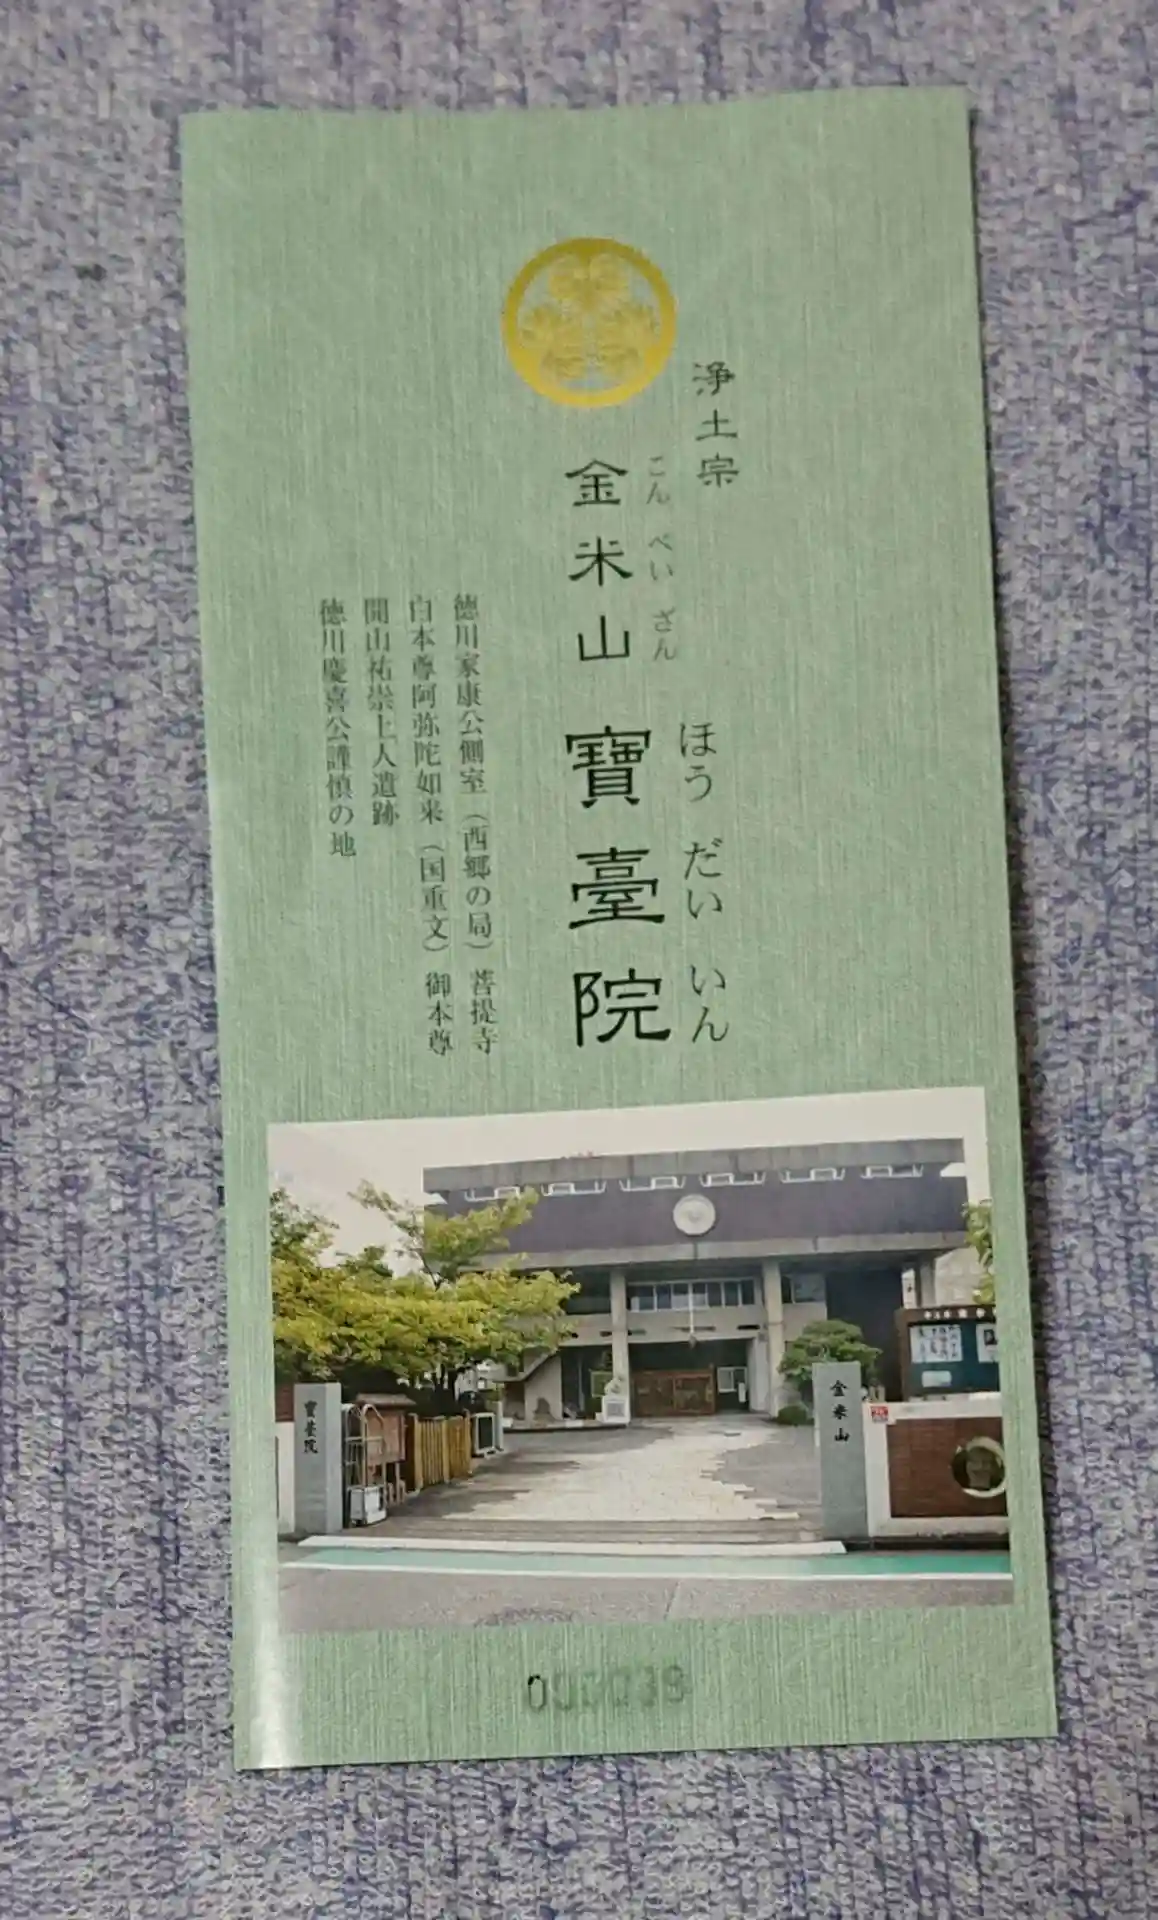 浄土宗
こんぺいざん
金米山
ほうだいいん
寶臺院
徳川家康公側室（西郷の局）菩提寺
白本尊阿弥陀如来（国重文）御本尊
開山祐崇上人遺跡
徳川慶喜公謹慎の地
寶臺院
金米山